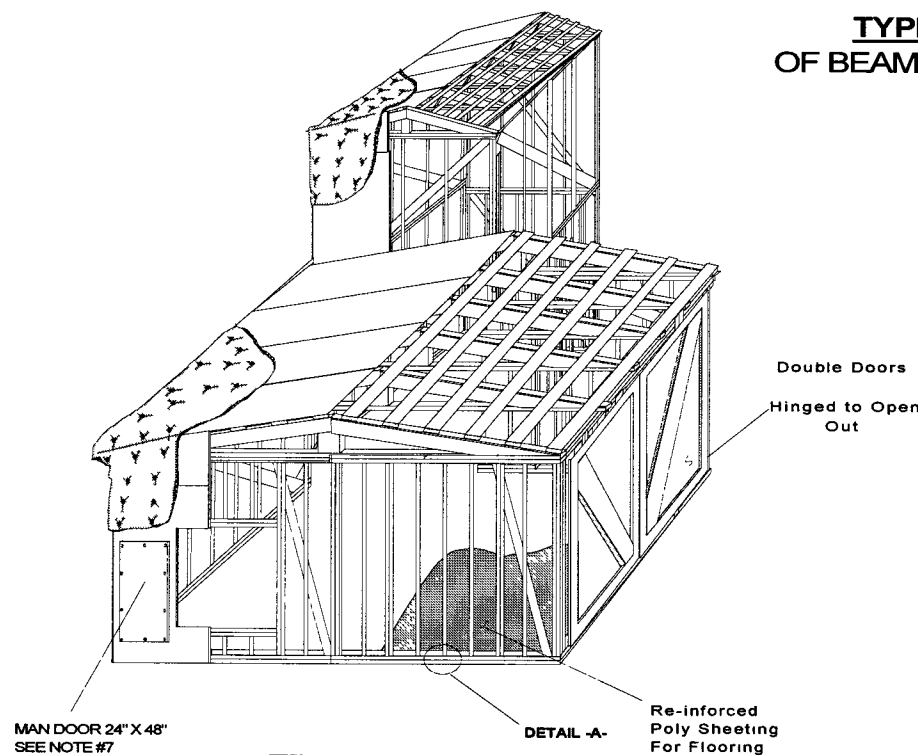 TYPI
OF BEAM
Double Doors
Hinged to Open
Out
MAN DOOR 24" X 48"
SEE NOTE #7
DETAIL -A-
Re-inforced
Poly Sheeting
For Flooring